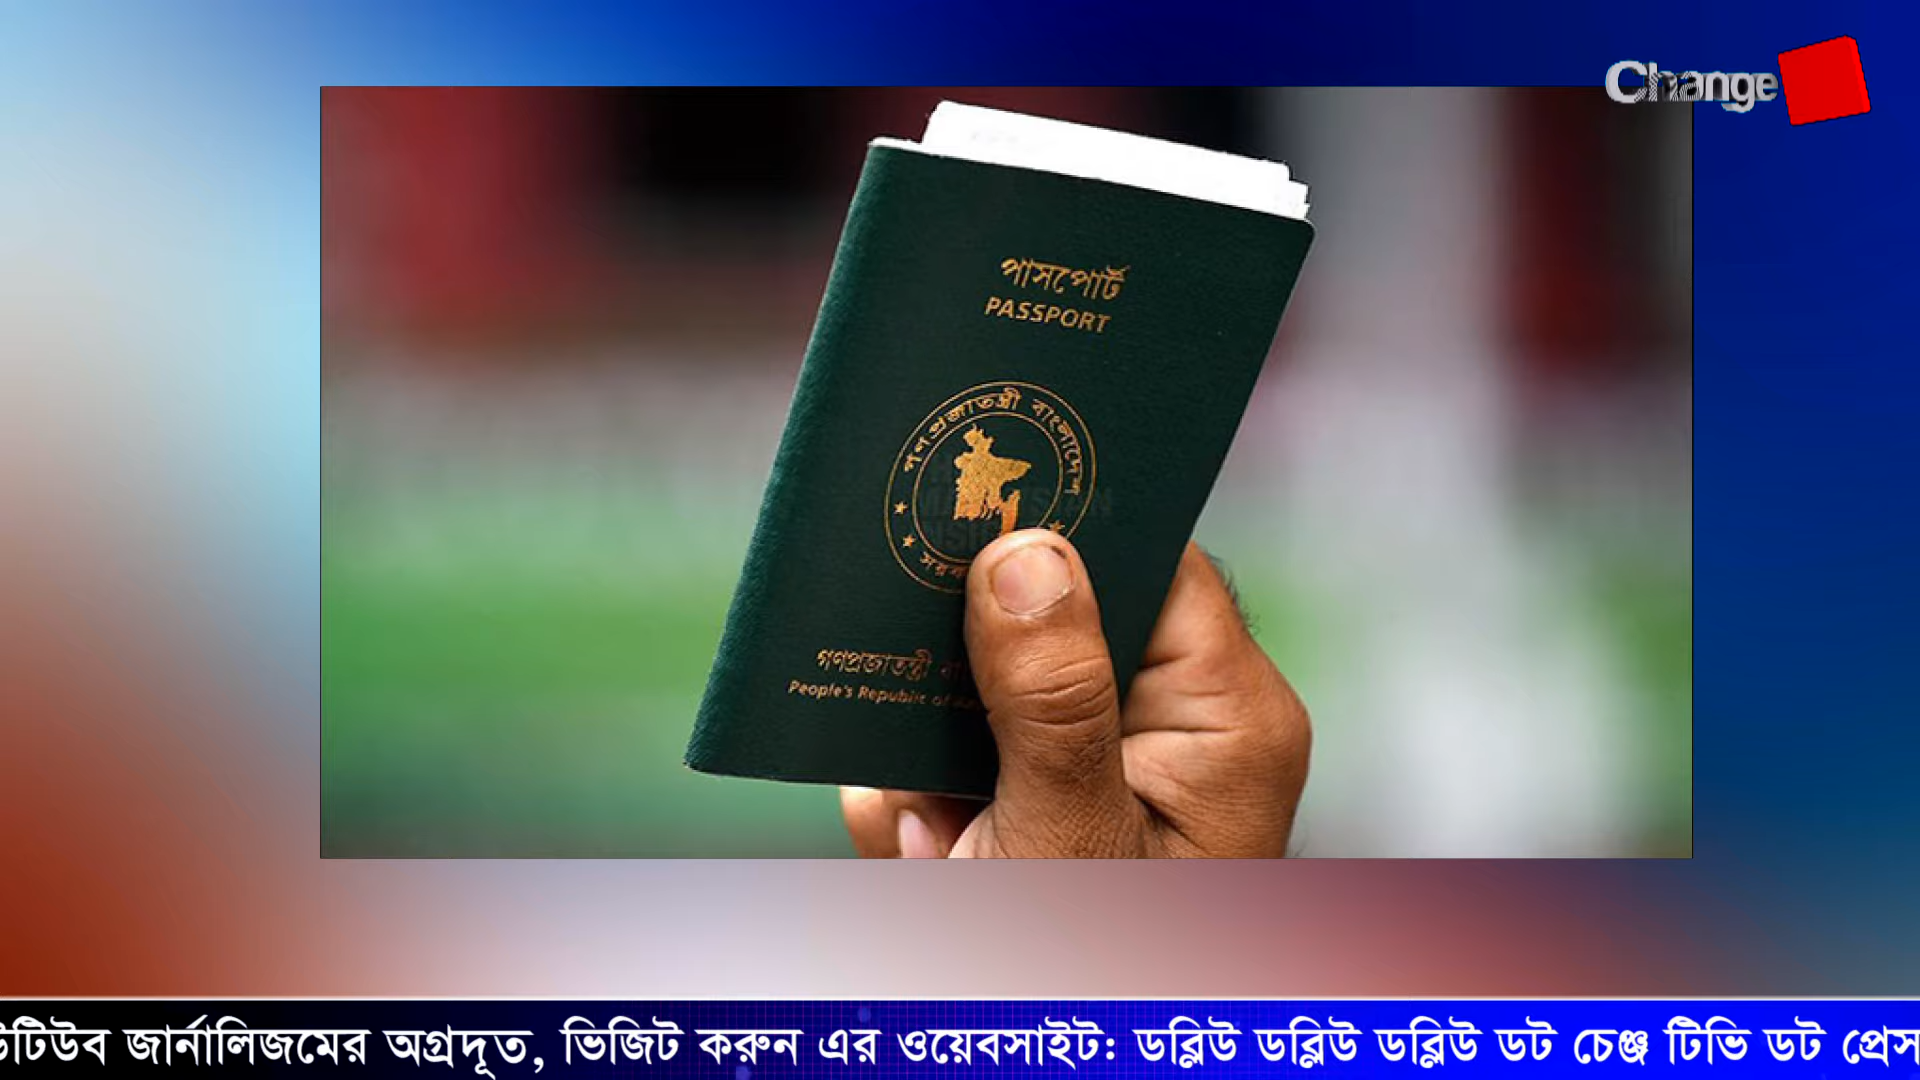 Change
পাসপোর্ট
PASSPORT
গণপ্রজাতন্ত্রী বাংলাদেশ
গণপ্রজাতন্ত্রী
People's Republic of
জার্নালিজমের অগ্রদূত, ভিজিট করুন এর ওয়েবসাইট: ডব্লিউ ডব্লিউ ডব্লিউ ডট চেঞ্জ টিভি ডট প্রেস